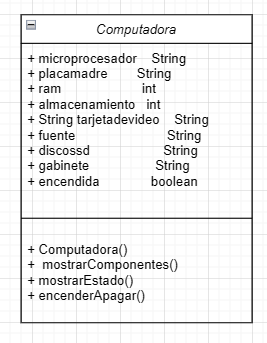 Computadora
+ microprocesador String
+ placamadre String
+ ram int
+ almacenamiento int
+ String tarjetadevideo String
+ fuente String
+ discossd String
+ gabinete String
+ encendida boolean
+ Computadora()
+ mostrarComponentes()
+ mostrarEstado()
+ encenderApagar()